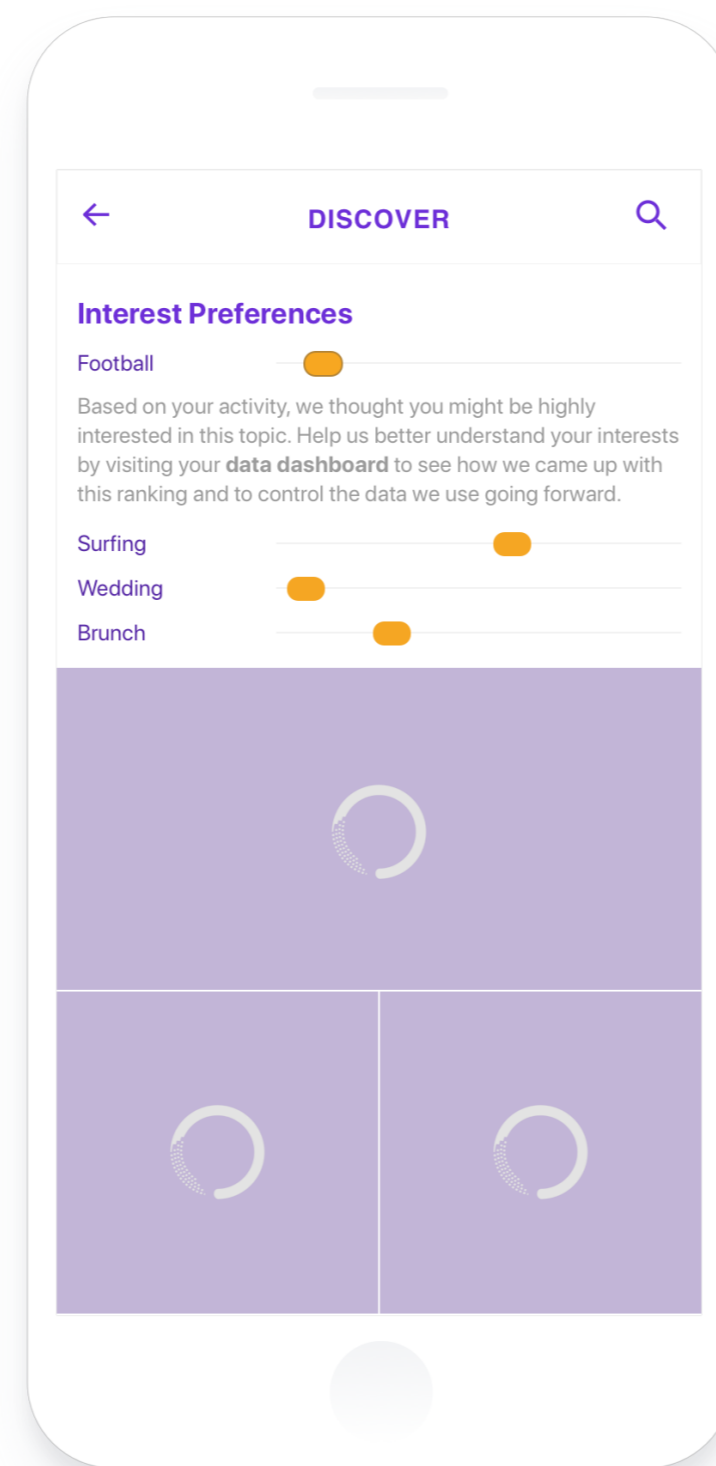 DISCOVER
Interest Preferences
Football
Based on your activity, we thought you might be highly
interested in this topic. Help us better understand your interests
by visiting your data dashboard to see how we came up with
this ranking and to control the data we use going forward.
Surfing
Wedding
Brunch